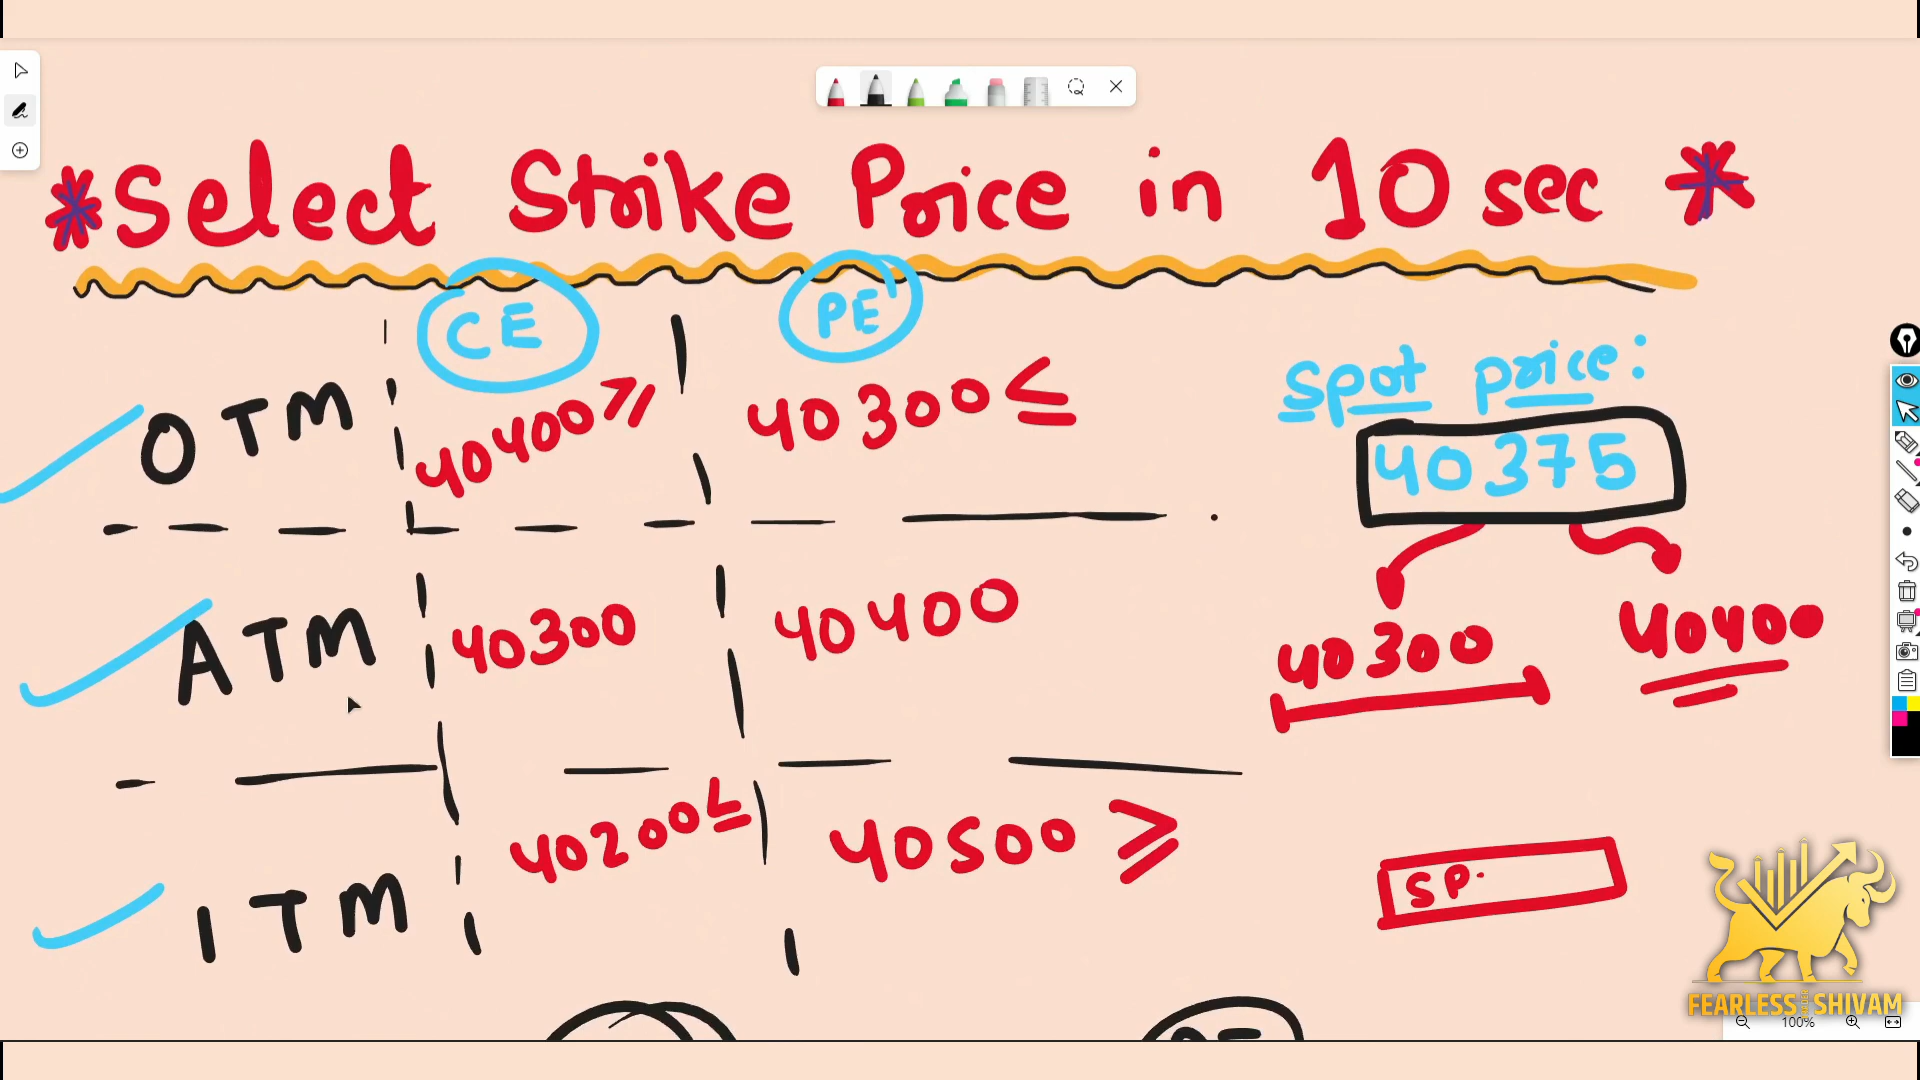 *Select Strike Price in 10 sec *
CE
PE
spot price:
40375
OTM
40400 ≥
40300 ≤
ATM
40300
40400
40300
40400
ITM
40200 ≤
40500 ≥
SP.
FEARLESS SHIVAM
100%